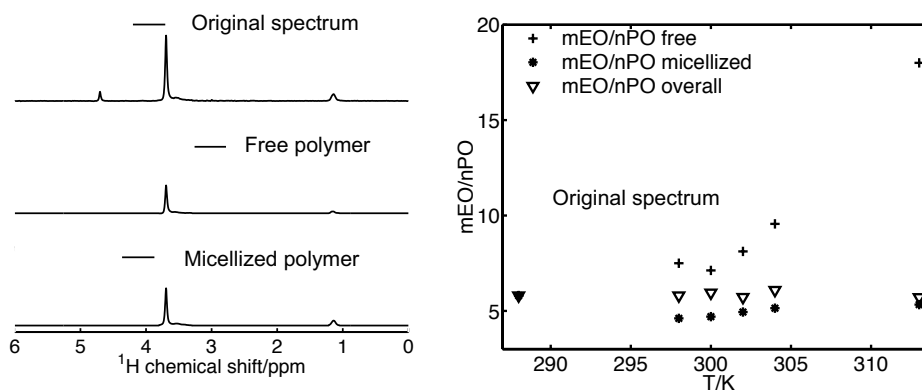 Original spectrum
Free polymer
Micellized polymer
6 5 4 3 2 1 0
¹H chemical shift/ppm
20
15
10
5
mEO/nPO
mEO/nPO free
mEO/nPO micellized
mEO/nPO overall
Original spectrum
290 295 300 305 310
T/K